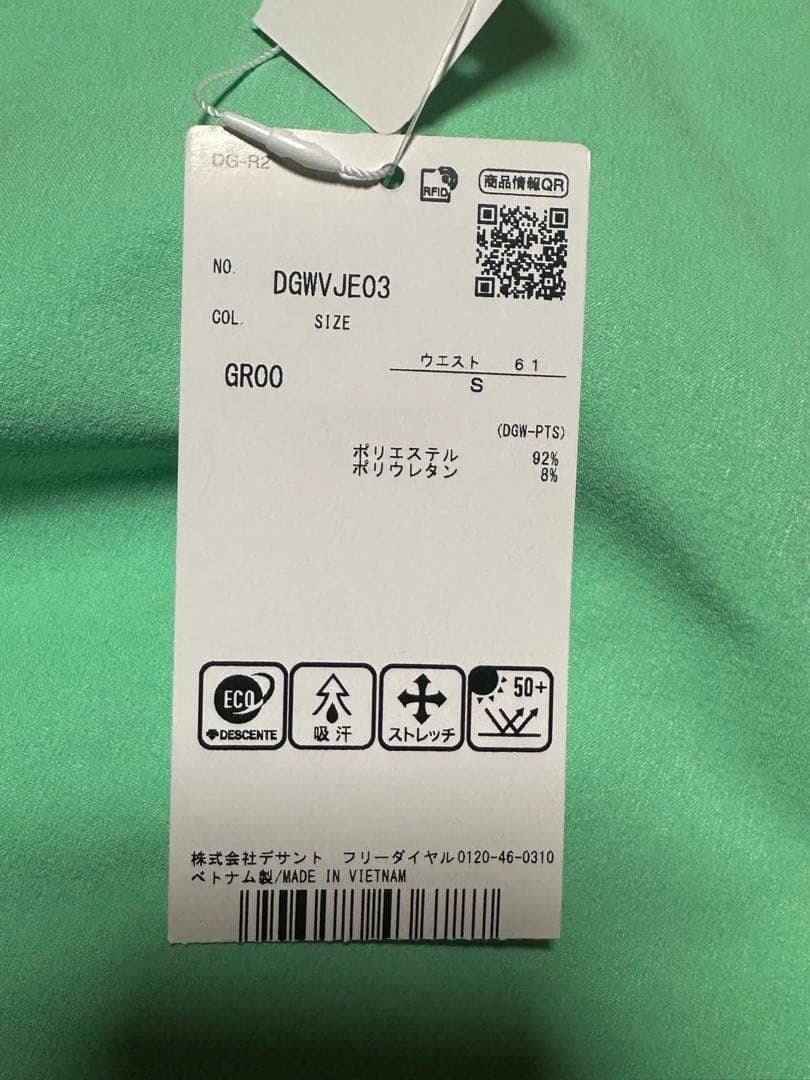 DG-R2
RFID
商品情報QR
NO.
DGWVJE03
COL.
SIZE
GR00
ウエスト 61
S
(DGW-PTS)
ポリエステル 92%
ポリウレタン 8%
ECO
DESCENTE
吸汗
ストレッチ
50+
株式会社デサント フリーダイヤル0120-46-0310
ベトナム製/MADE IN VIETNAM